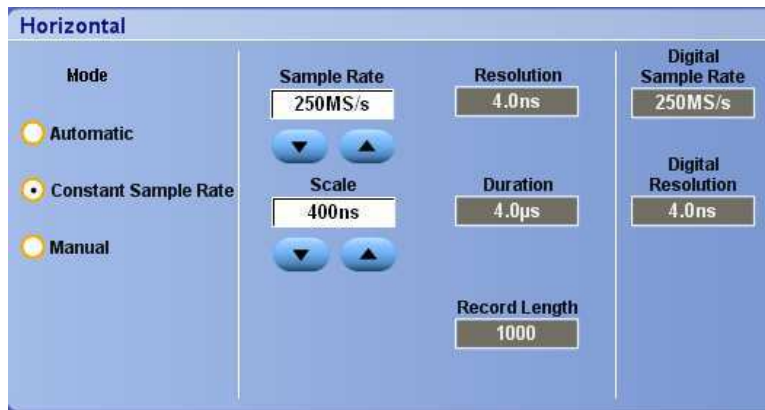 Horizontal
Mode
Automatic
Constant Sample Rate
Manual
Sample Rate
250MS/s
Scale
400ns
Resolution
4.0ns
Duration
4.0µs
Record Length
1000
Digital
Sample Rate
250MS/s
Digital
Resolution
4.0ns